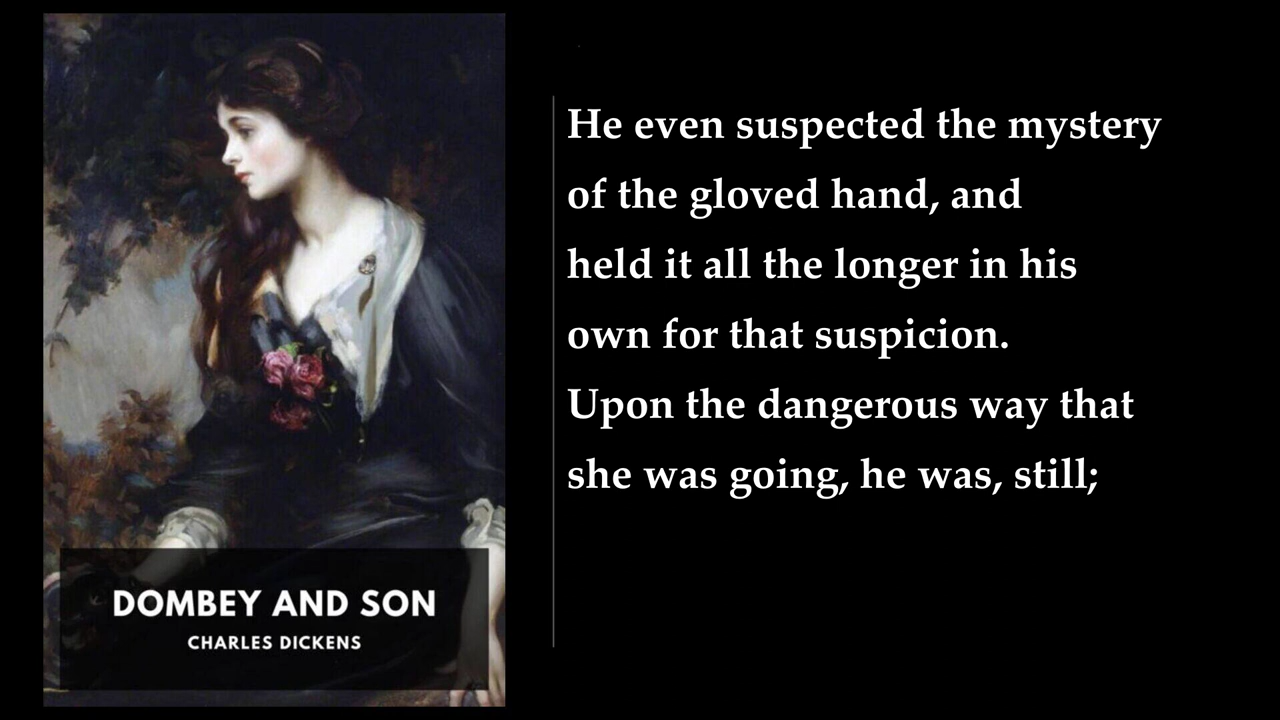 He even suspected the mystery
of the gloved hand, and
held it all the longer in his
own for that suspicion.
Upon the dangerous way that
she was going, he was, still;
DOMBEY AND SON
CHARLES DICKENS